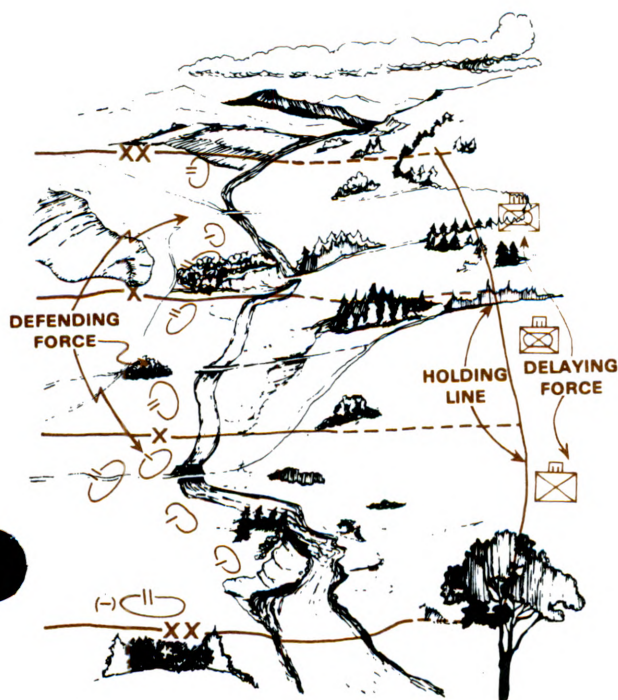 XX
X
DEFENDING
FORCE
HOLDING
LINE
DELAYING
FORCE
X
(-)
XX